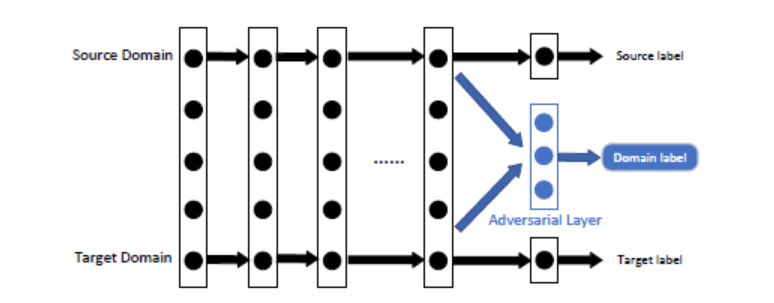 Source Domain
Source label
......
Domain label
Adversarial Layer
Target Domain
Target label